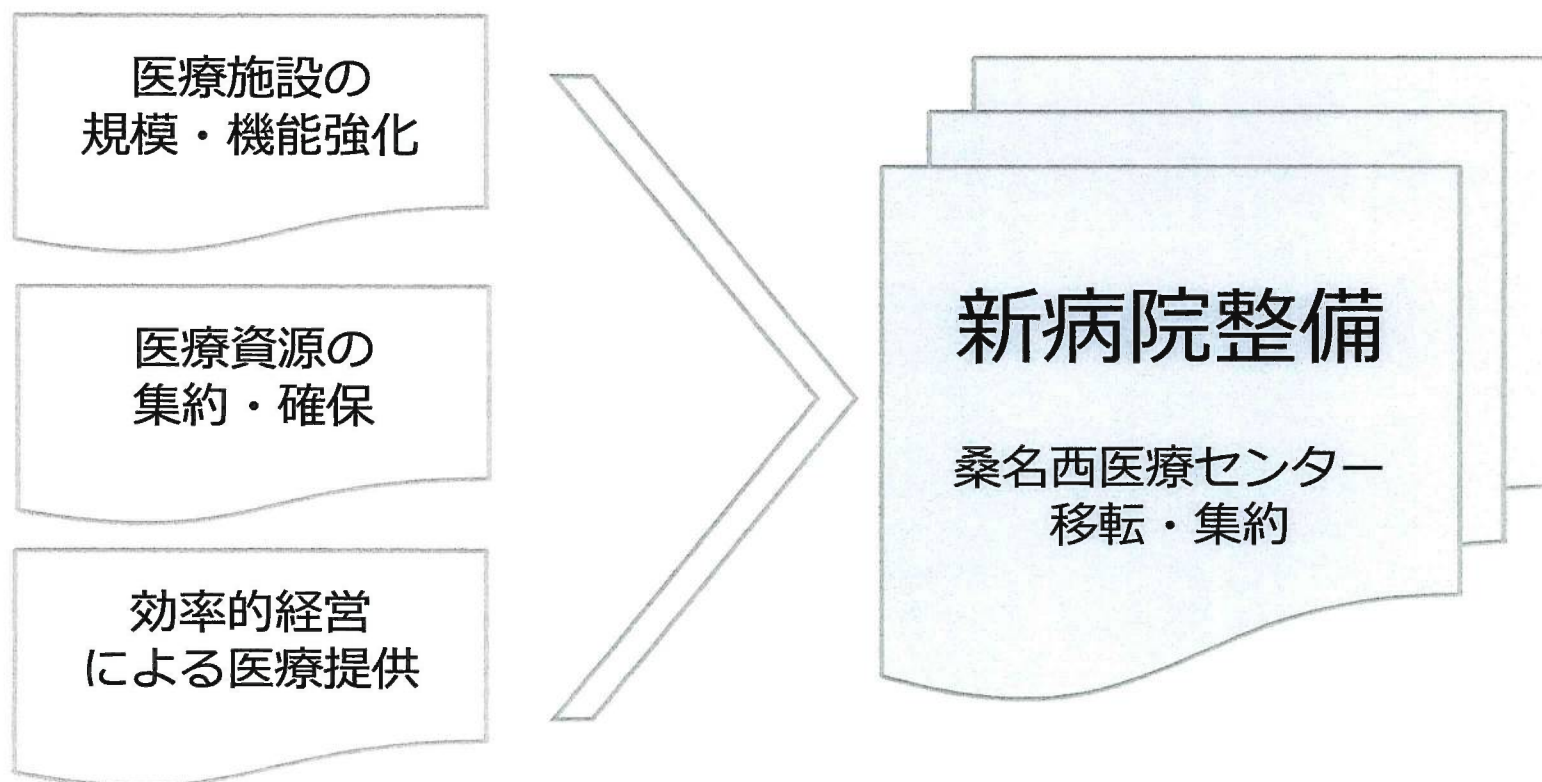 医療施設の
規模・機能強化
医療資源の
集約・確保
効率的経営
による医療提供
新病院整備
桑名西医療センター
移転・集約